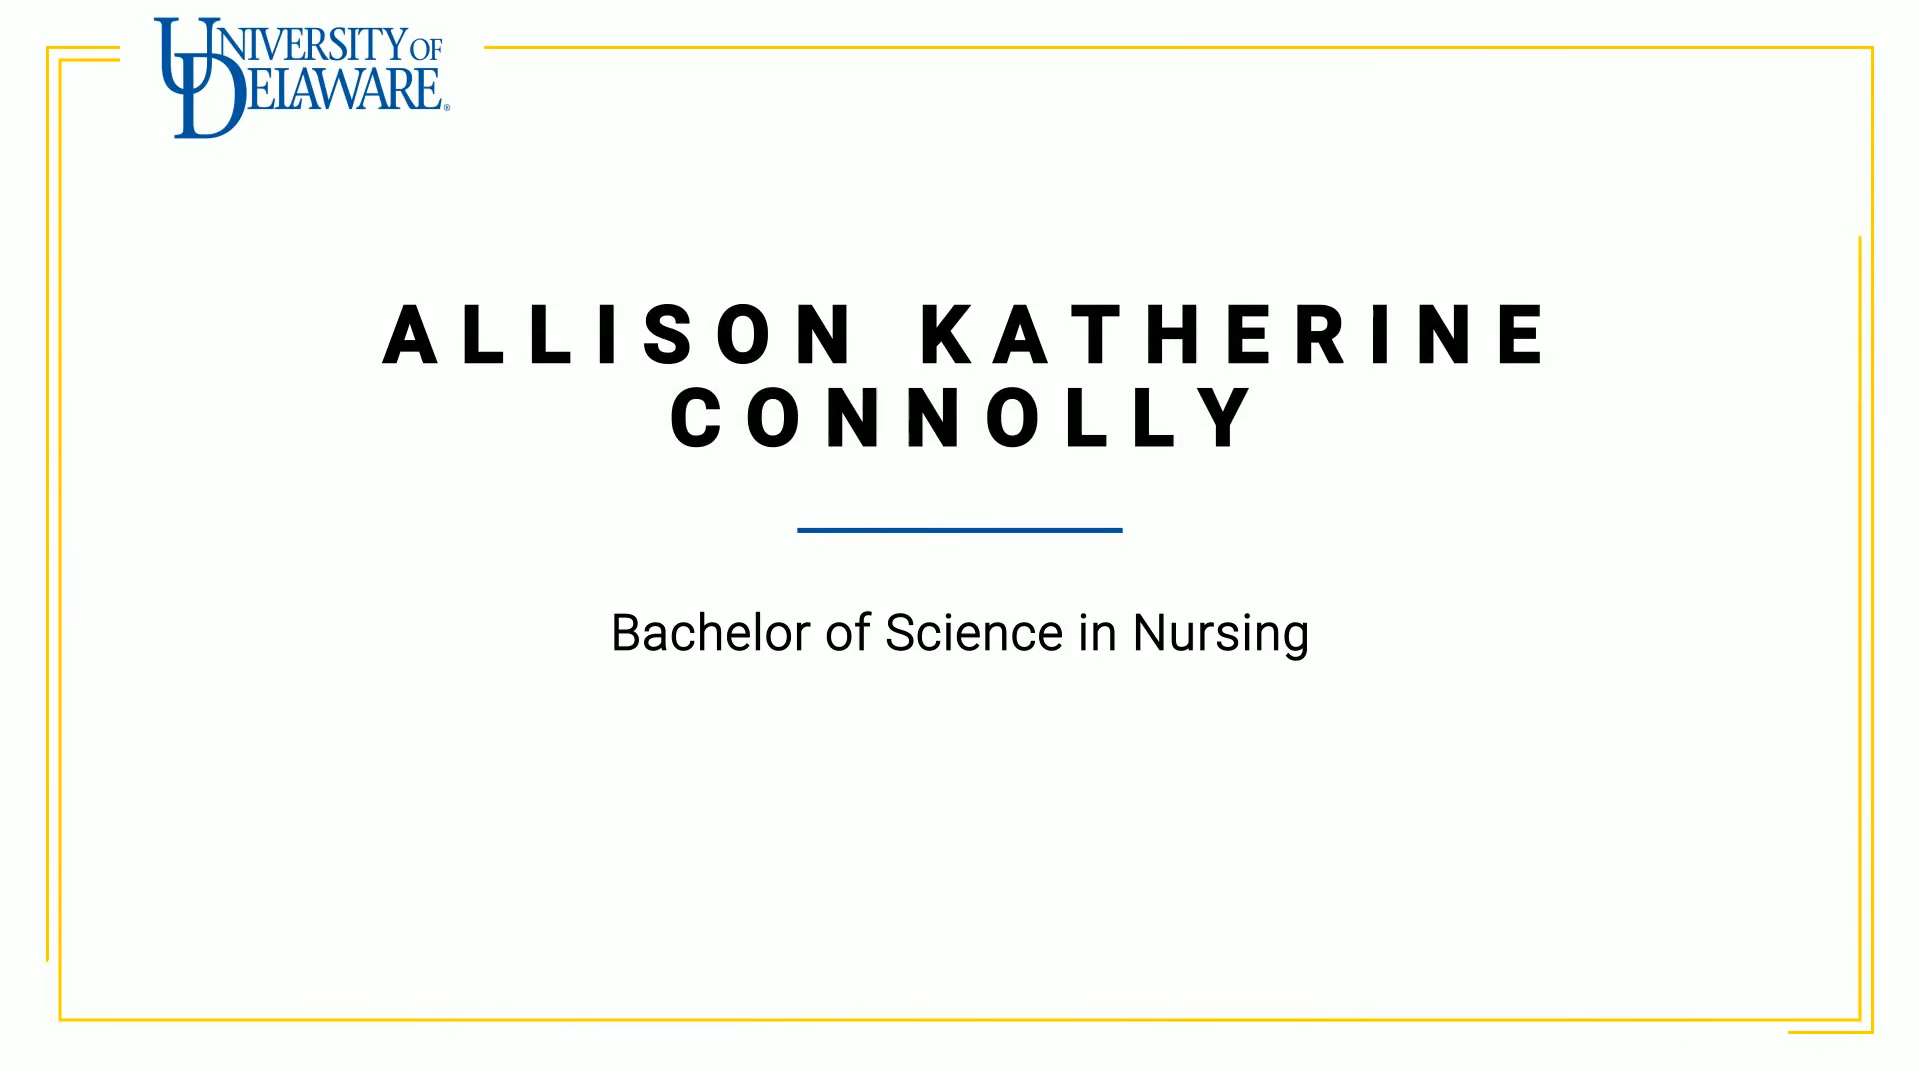 UNIVERSITY OF
DELAWARE®
ALLISON KATHERINE
CONNOLLY
Bachelor of Science in Nursing